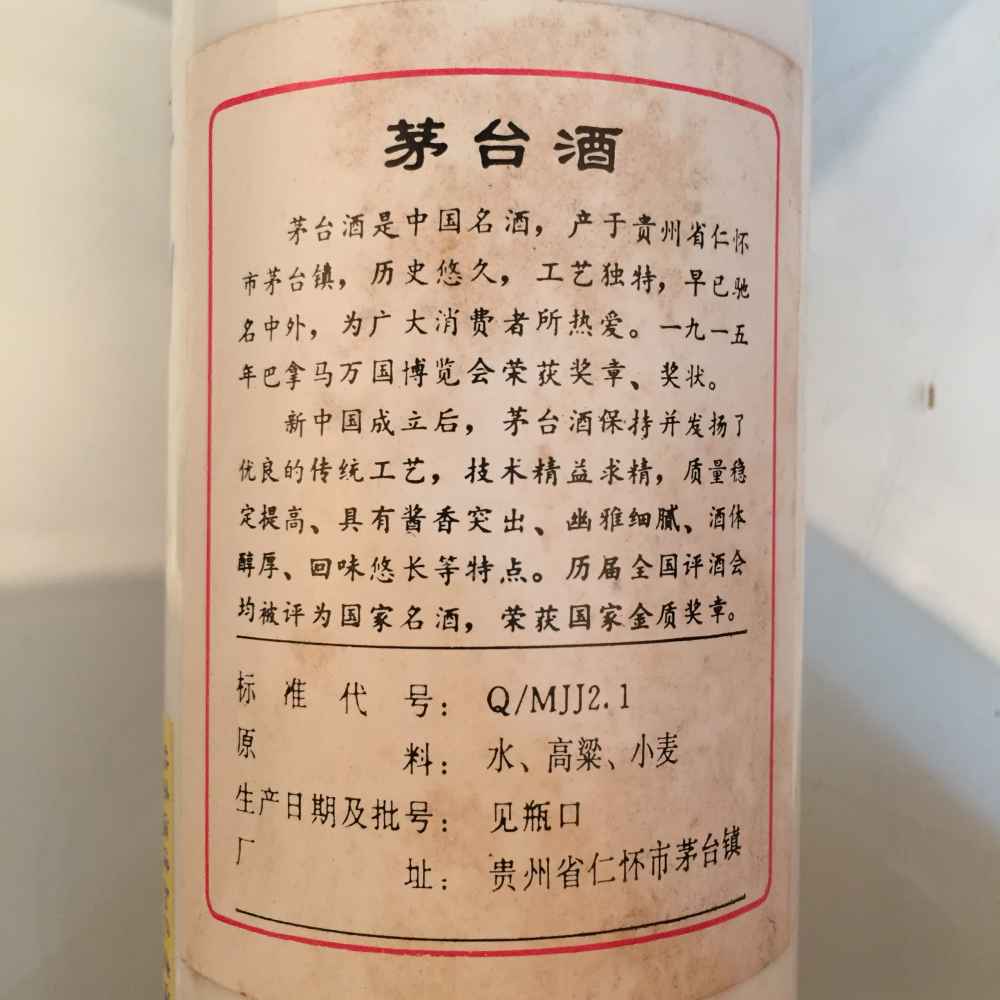 茅台酒
茅台酒是中国名酒，产于贵州省仁怀
市茅台镇，历史悠久，工艺独特，早已驰
名中外，为广大消费者所热爱。一九一五
年巴拿马万国博览会荣获奖章、奖状。
新中国成立后，茅台酒保持并发扬了
优良的传统工艺，技术精益求精，质量稳
定提高、具有酱香突出、幽雅细腻、酒体
醇厚、回味悠长等特点。历届全国评酒会
均被评为国家名酒，荣获国家金质奖章。
标准代号：Q/MJJ2.1
原料：水、高粱、小麦
生产日期及批号：见瓶口
厂址：贵州省仁怀市茅台镇